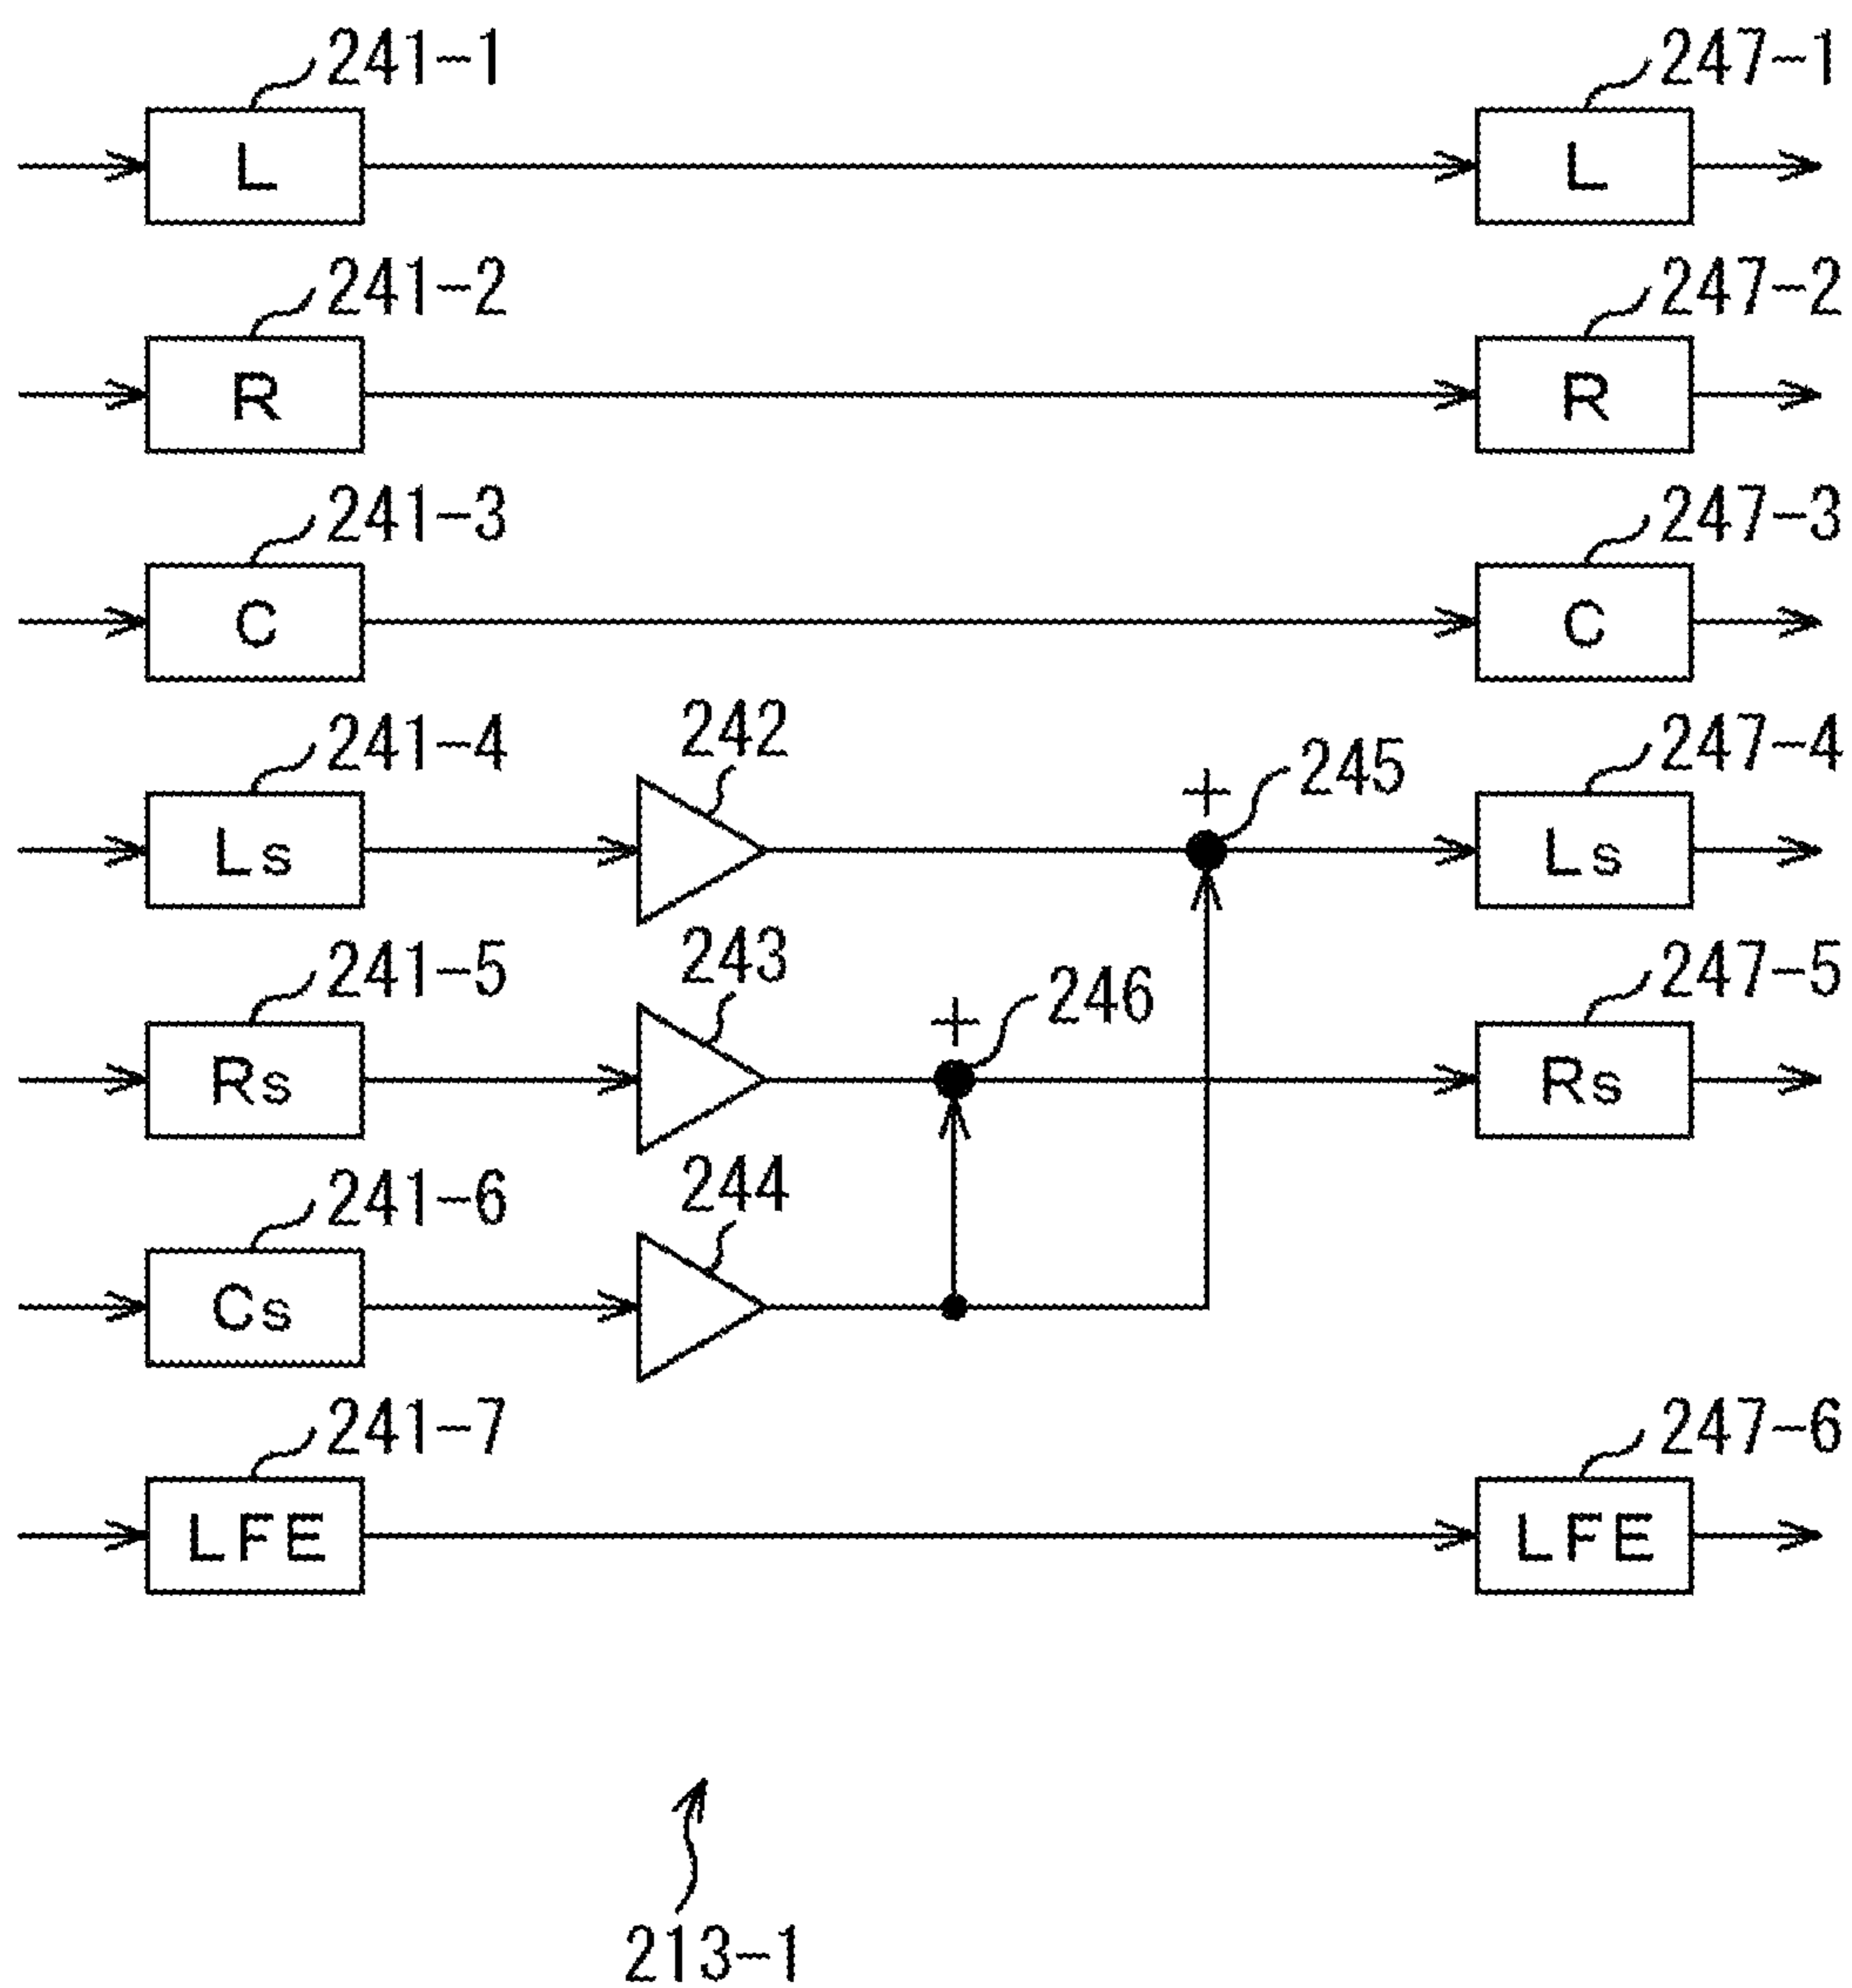 241-1 247-1
L L
241-2 247-2
R R
241-3 247-3
C C
241-4 242 245 247-4
+
Ls Ls
241-5 243 246 247-5
+
Rs Rs
241-6 244
Cs
241-7 247-6
LFE LFE
213-1